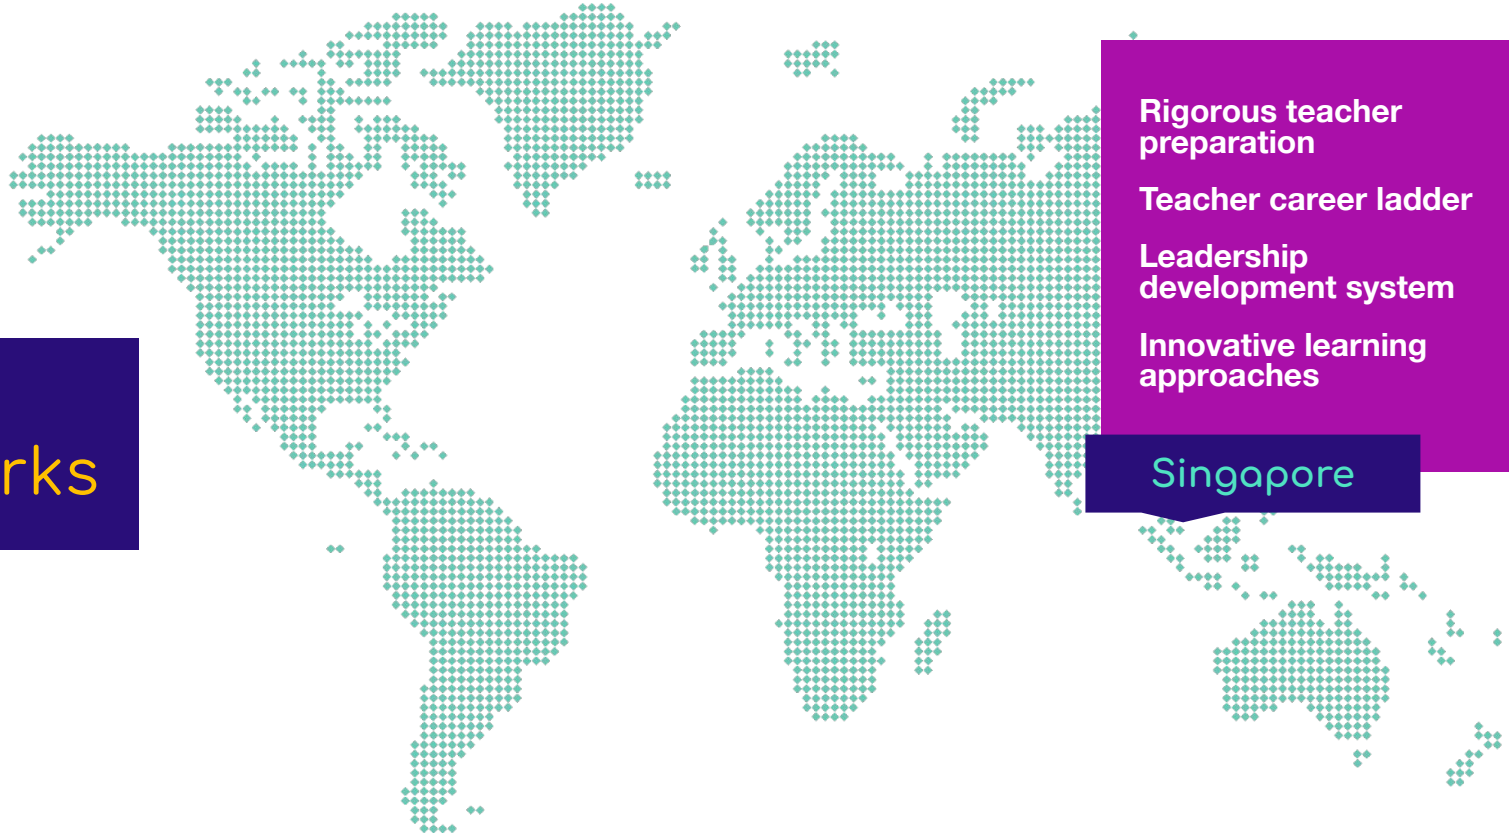 Rigorous teacher
preparation
Teacher career ladder
Leadership
development system
Innovative learning
approaches
rks
Singapore